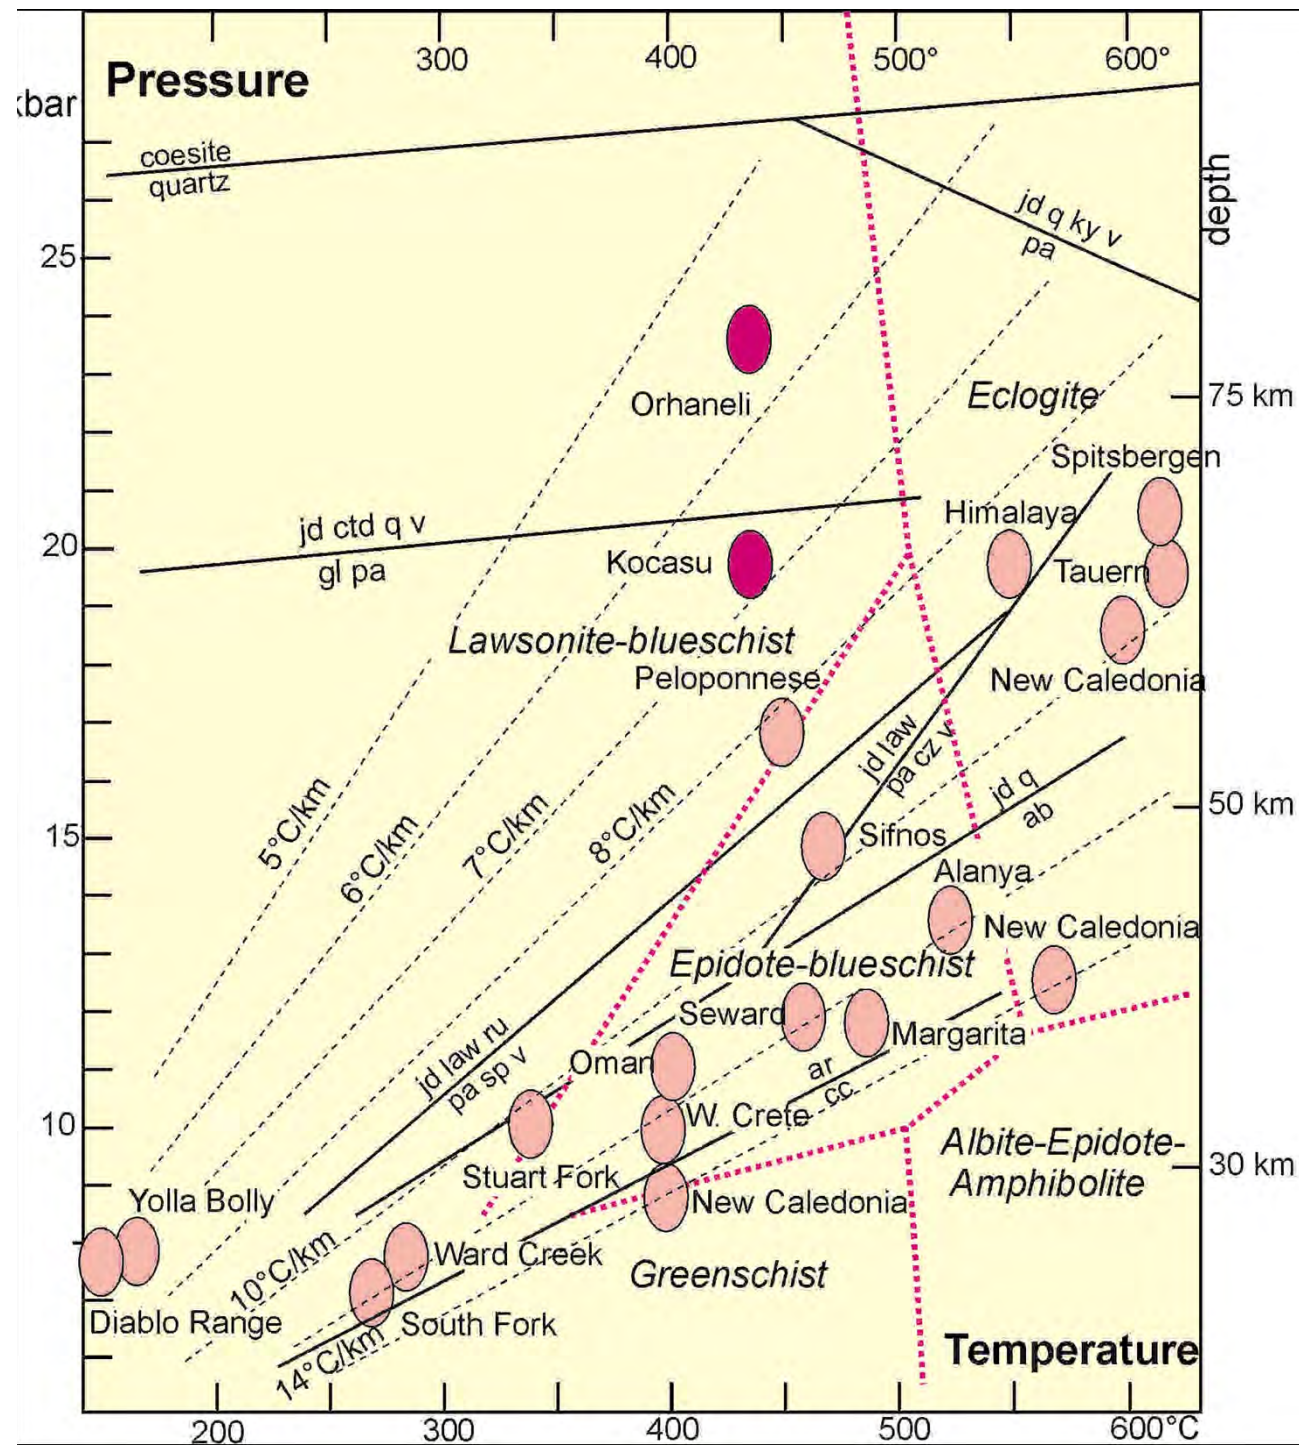 300
400
500°
600°
Pressure
kbar
coesite
quartz
depth
jd q ky v
pa
25
Orhaneli
Eclogite
75 km
Spitsbergen
jd ctd q v
gl pa
Himalaya
20
Kocasu
Tauern
Lawsonite-blueschist
Peloponnese
New Caledonia
jd law
pa cz v
jd q
ab
50 km
5°C/km
6°C/km
7°C/km
8°C/km
15
Sifnos
Alanya
New Caledonia
Epidote-blueschist
Seward
Margarita
jd law ru
pa sp v
Oman
ar
cc
W. Crete
10
Albite-Epidote-
Amphibolite
30 km
Stuart Fork
New Caledonia
Yolla Bolly
Ward Creek
10°C/km
Greenschist
Diablo Range
South Fork
14°C/km
Temperature
200
300
400
500
600°C